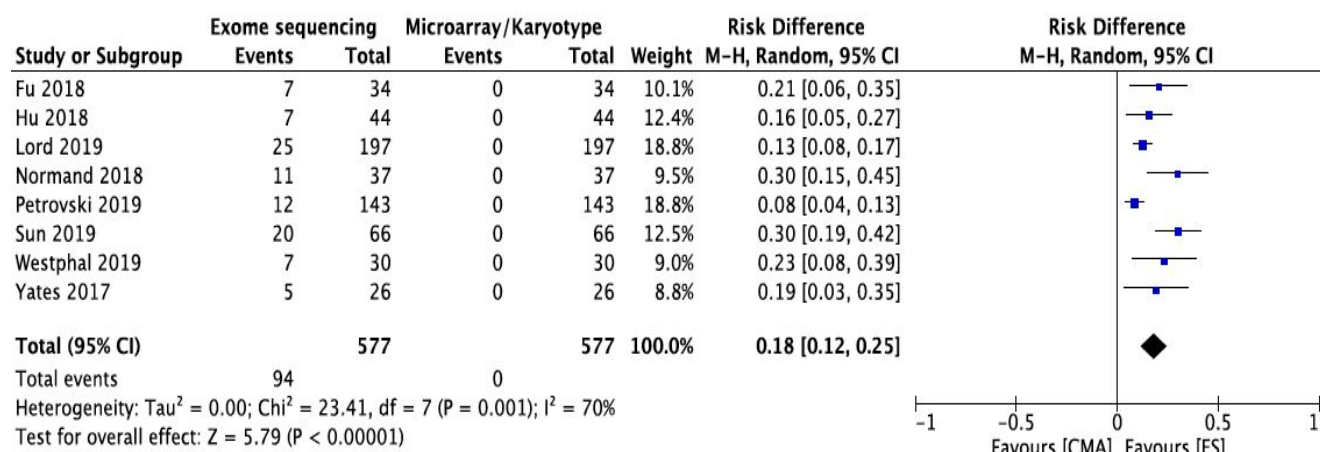 Exome sequencing Microarray/Karyotype Risk Difference Risk Difference
Study or Subgroup Events Total Events Total Weight M-H, Random, 95% CI M-H, Random, 95% CI
Fu 2018 7 34 0 34 10.1% 0.21 [0.06, 0.35]
Hu 2018 7 44 0 44 12.4% 0.16 [0.05, 0.27]
Lord 2019 25 197 0 197 18.8% 0.13 [0.08, 0.17]
Normand 2018 11 37 0 37 9.5% 0.30 [0.15, 0.45]
Petrovski 2019 12 143 0 143 18.8% 0.08 [0.04, 0.13]
Sun 2019 20 66 0 66 12.5% 0.30 [0.19, 0.42]
Westphal 2019 7 30 0 30 9.0% 0.23 [0.08, 0.39]
Yates 2017 5 26 0 26 8.8% 0.19 [0.03, 0.35]
Total (95% CI) 577 577 100.0% 0.18 [0.12, 0.25]
Total events 94 0
Heterogeneity: Tau² = 0.00; Chi² = 23.41, df = 7 (P = 0.001); I² = 70%
Test for overall effect: Z = 5.79 (P < 0.00001)
-1 -0.5 0 0.5 1
Favours [CMA] Favours [ES]